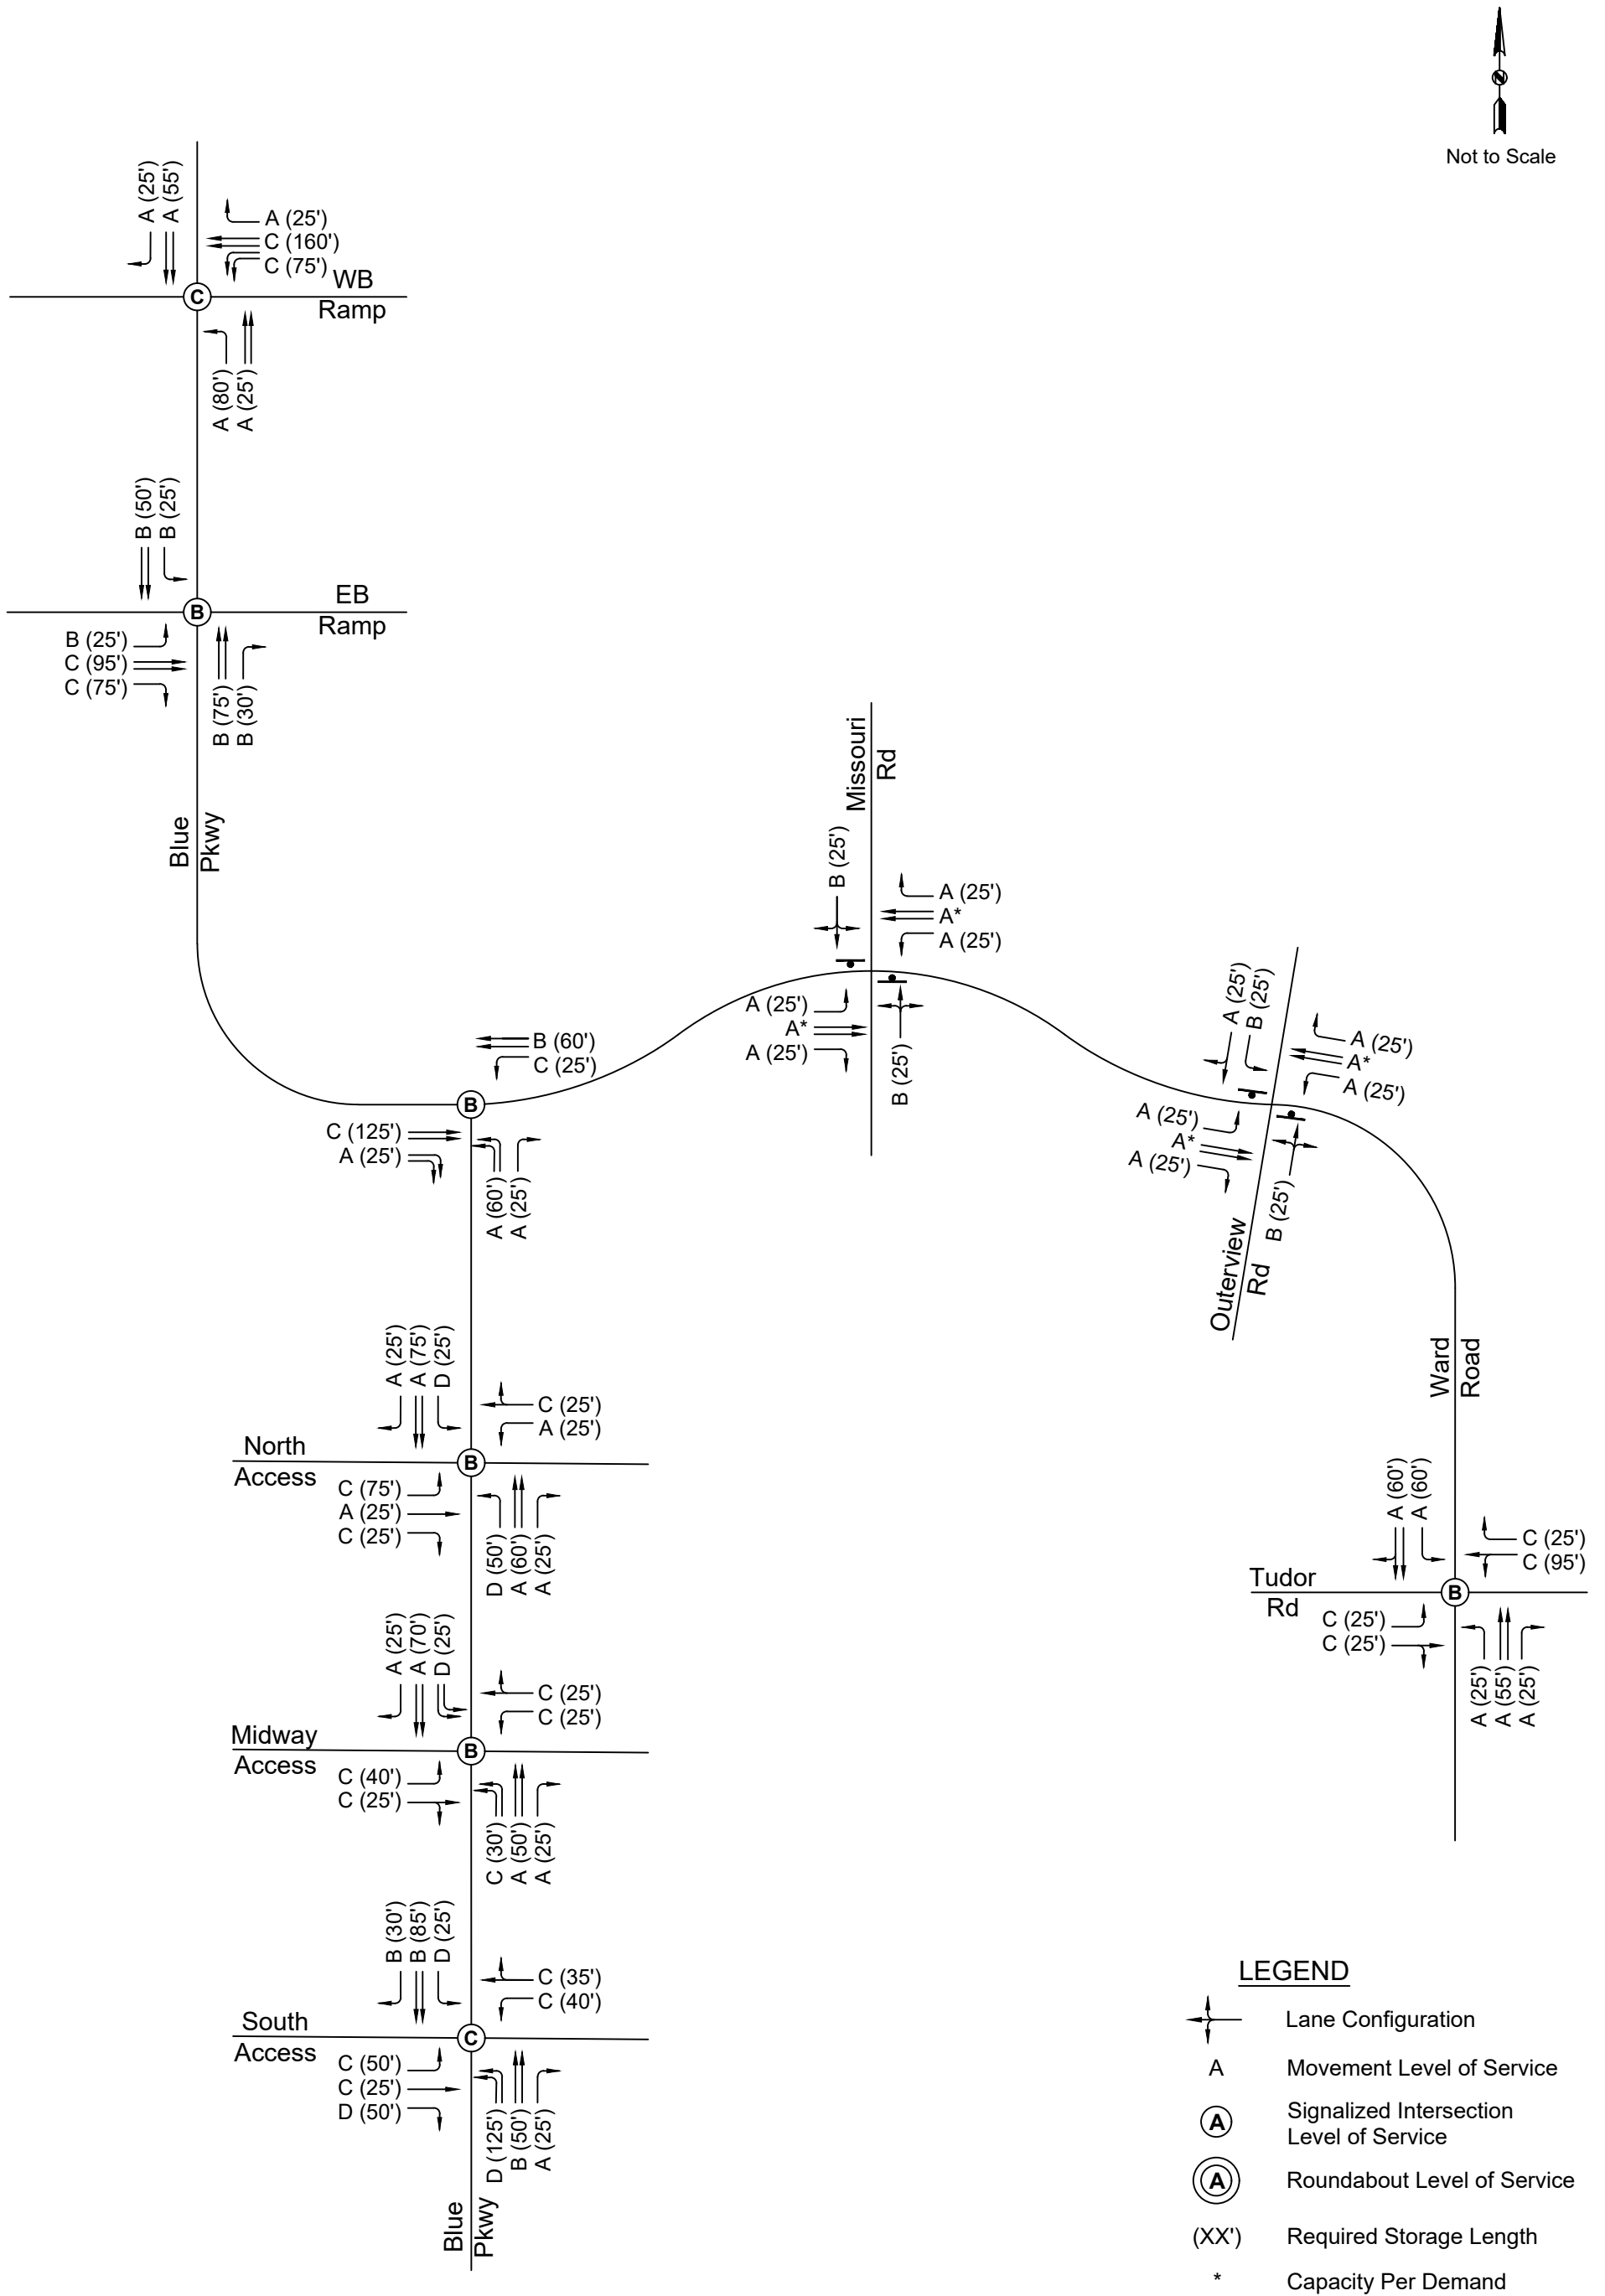 Not to Scale
A (25')
A (55')
A (25')
C (160')
C (75')
WB
Ramp
C
A (80')
A (25')
B (50')
B (25')
EB
Ramp
B
B (25')
C (95')
C (75')
B (75')
B (30')
Blue
Pkwy
Missouri
Rd
B (25')
A (25')
A*
A (25')
A (25')
A*
A (25')
B (25')
A (25')
B (25')
A (25')
A*
A (25')
A (25')
A*
A (25')
B (25')
Outerview
Rd
B (60')
C (25')
B
C (125')
A (25')
A (60')
A (25')
Ward
Road
A (25')
A (75')
D (25')
C (25')
A (25')
North
Access
B
C (75')
A (25')
C (25')
D (50')
A (60')
A (25')
A (60')
A (60')
C (25')
C (95')
Tudor
Rd
B
C (25')
C (25')
A (25')
A (55')
A (25')
A (25')
A (70')
D (25')
C (25')
C (25')
Midway
Access
B
C (40')
C (25')
C (30')
A (50')
A (25')
B (30')
B (85')
D (25')
C (35')
C (40')
South
Access
C
C (50')
C (25')
D (50')
D (125')
B (50')
A (25')
Blue
Pkwy
LEGEND
Lane Configuration
A Movement Level of Service
A Signalized Intersection
Level of Service
A Roundabout Level of Service
(XX') Required Storage Length
* Capacity Per Demand